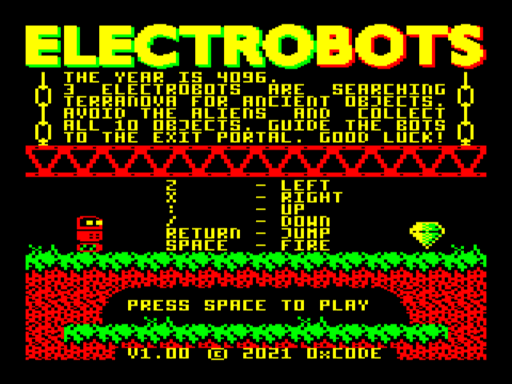 ELECTROBOTS
THE YEAR IS 4096.
3 ELECTROBOTS ARE SEARCHING
TERRANOVA FOR ANCIENT OBJECTS.
AVOID THE ALIENS AND COLLECT
ALL 10 OBJECTS. GUIDE THE BOTS
TO THE EXIT PORTAL. GOOD LUCK!
Z - LEFT
X - RIGHT
: - UP
/ - DOWN
RETURN - JUMP
SPACE - FIRE
PRESS SPACE TO PLAY
V1.00 © 2021 0xCODE